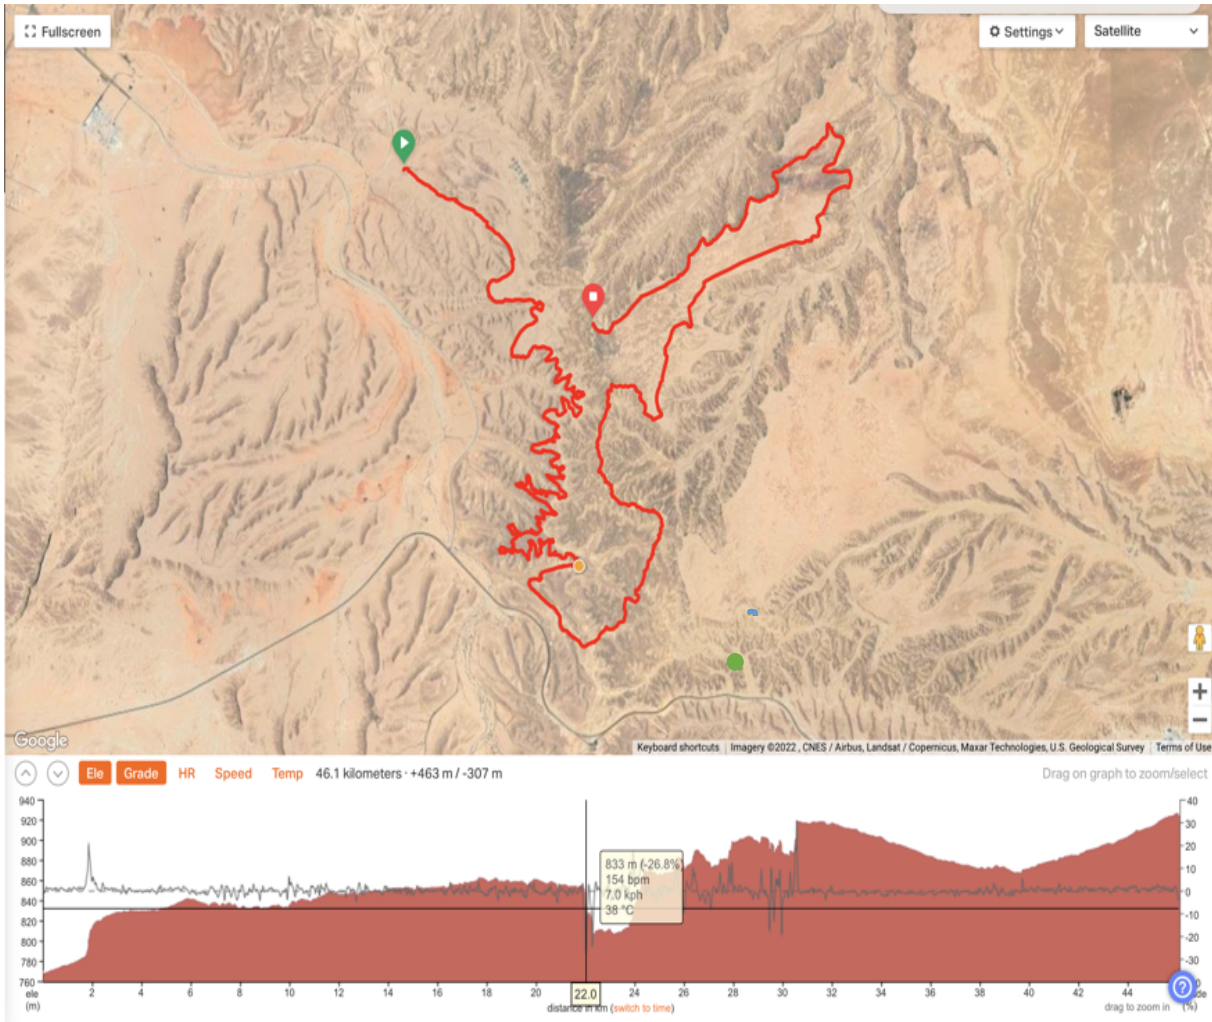 Fullscreen
Settings
Satellite
Google
Keyboard shortcuts
Imagery ©2022 , CNES / Airbus, Landsat / Copernicus, Maxar Technologies, U.S. Geological Survey
Terms of Use
Ele Grade HR Speed Temp 46.1 kilometers · +463 m / -307 m
Drag on graph to zoom/select
940
920
900
880
860
840
820
800
780
760
ele
(m)
833 m (-26.8%)
154 bpm
7.0 kph
38 °C
40
30
20
10
0
-10
-20
-30
2 4 6 8 10 12 14 16 18 20 22.0 24 26 28 30 32 34 36 38 40 42 44
distance in km (switch to time)
drag to zoom in
(%)